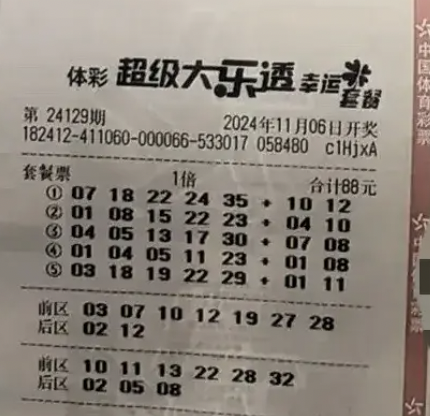 体彩 超级大乐透 幸运套餐
第 24129期 2024年11月06日开奖
182412-411060-000066-533017 058480 c1HjxA
套餐票 1倍 合计88元
① 07 18 22 24 35 + 10 12
② 01 08 15 22 23 + 04 10
③ 04 05 13 17 30 + 07 08
④ 01 04 05 11 23 + 01 08
⑤ 03 18 19 22 29 + 01 11
前区 03 07 10 12 19 27 28
后区 02 12
前区 10 11 13 22 28 32
后区 02 05 08
中国体育彩票